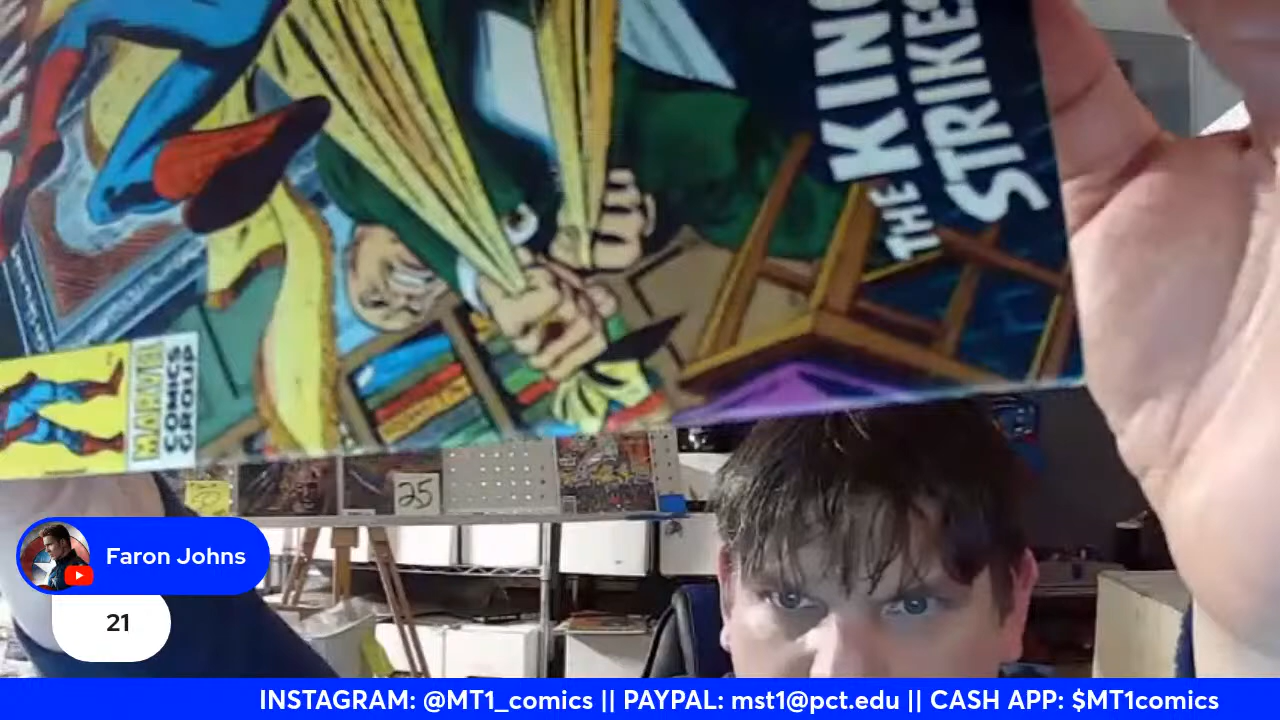 THE KING
STRIKES
MARVEL
COMICS
GROUP
25
Faron Johns
21
INSTAGRAM: @MT1_comics || PAYPAL: mst1@pct.edu || CASH APP: $MT1comics